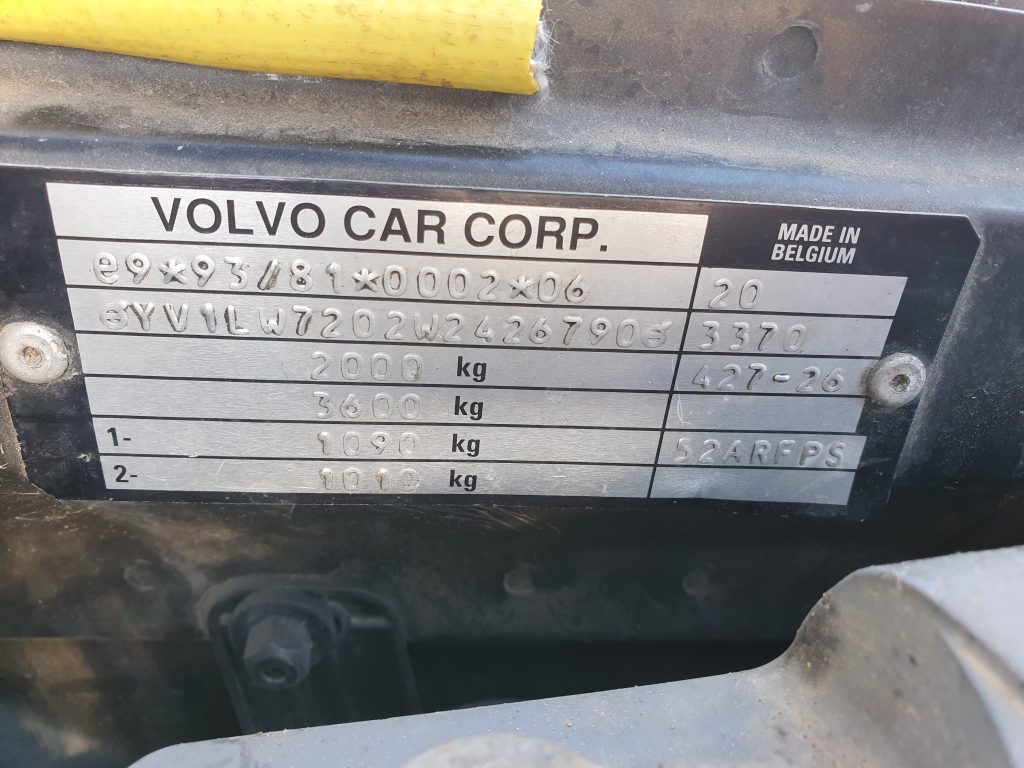 VOLVO CAR CORP.
MADE IN
BELGIUM
e9*93/81*0002*06 20
YV1LW7202W2426790 3370
2000 kg 427-26
3600 kg
1- 1090 kg 52ARFPS
2- 1010 kg